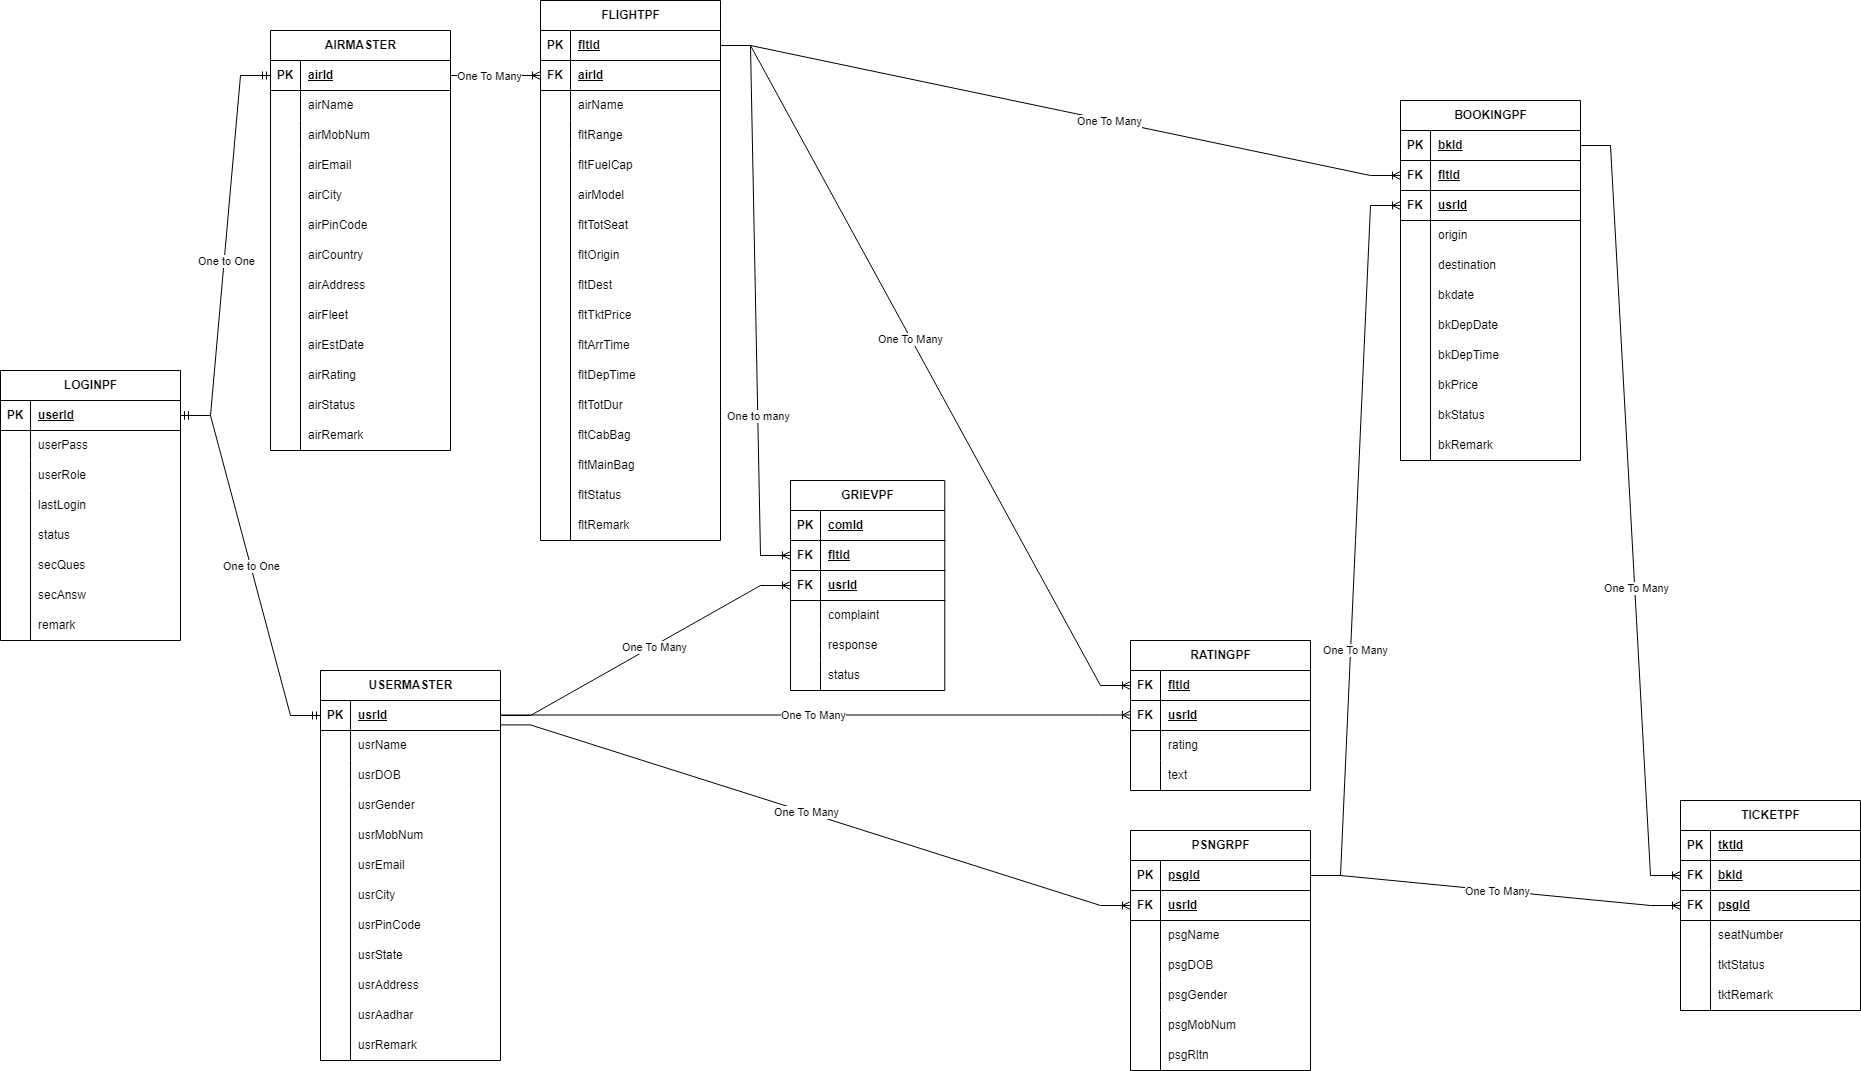 FLIGHTPF
PK fltId
FK airId
airName
fltRange
fltFuelCap
airModel
fltTotSeat
fltOrigin
fltDest
fltTktPrice
fltArrTime
fltDepTime
fltTotDur
fltCabBag
fltMainBag
fltStatus
fltRemark
AIRMASTER
PK airId
airName
airMobNum
airEmail
airCity
airPinCode
airCountry
airAddress
airFleet
airEstDate
airRating
airStatus
airRemark
One To Many
One To Many
BOOKINGPF
PK bkId
FK fltId
FK usrId
origin
destination
bkdate
bkDepDate
bkDepTime
bkPrice
bkStatus
bkRemark
One to One
One To Many
LOGINPF
PK userId
userPass
userRole
lastLogin
status
secQues
secAnsw
remark
One to many
GRIEVPF
PK comId
FK fltId
FK usrId
complaint
response
status
One to One
One To Many
One To Many
One To Many
RATINGPF
FK fltId
FK usrId
rating
text
USERMASTER
PK usrId
usrName
usrDOB
usrGender
usrMobNum
usrEmail
usrCity
usrPinCode
usrState
usrAddress
usrAadhar
usrRemark
One To Many
One To Many
PSNGRPF
PK psgId
FK usrId
psgName
psgDOB
psgGender
psgMobNum
psgRltn
One To Many
TICKETPF
PK tktId
FK bkId
FK psgId
seatNumber
tktStatus
tktRemark